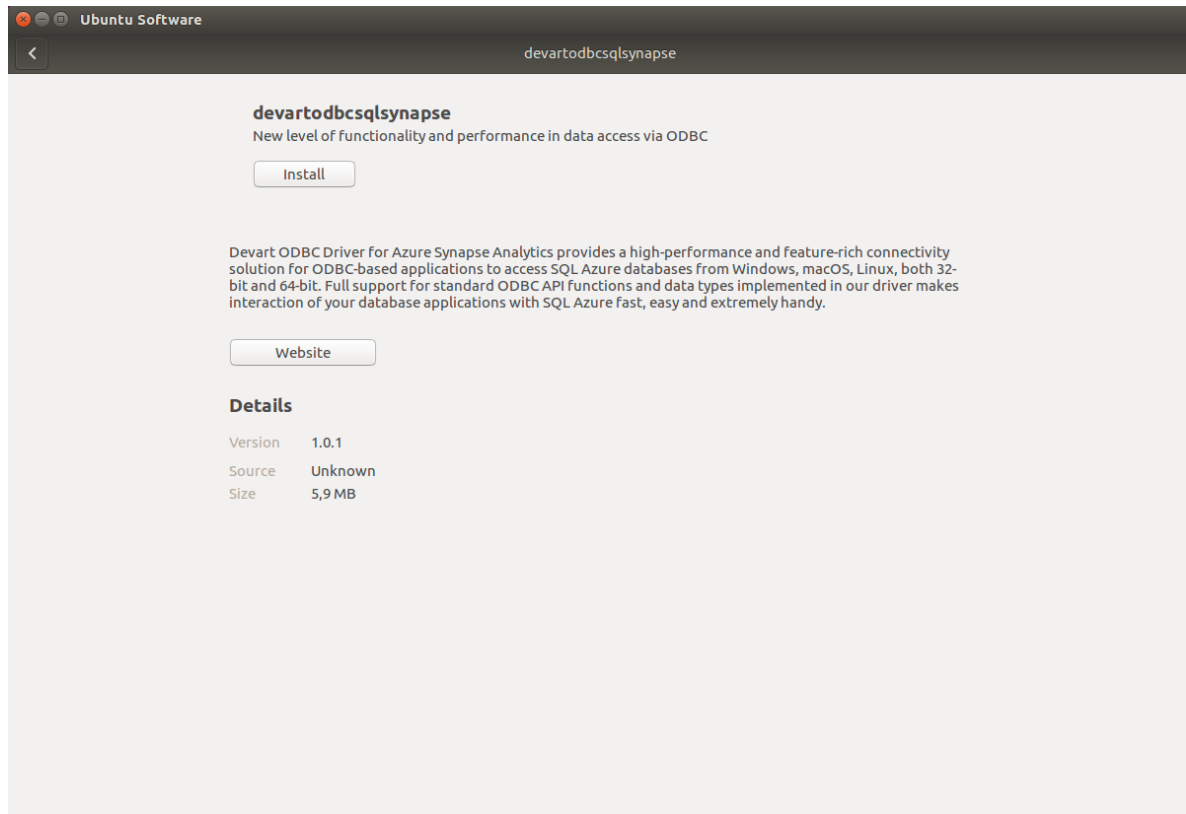 Ubuntu Software
devartodbcsqlsynapse
devartodbcsqlsynapse
New level of functionality and performance in data access via ODBC
Install
Devart ODBC Driver for Azure Synapse Analytics provides a high-performance and feature-rich connectivity
solution for ODBC-based applications to access SQL Azure databases from Windows, macOS, Linux, both 32-
bit and 64-bit. Full support for standard ODBC API functions and data types implemented in our driver makes
interaction of your database applications with SQL Azure fast, easy and extremely handy.
Website
Details
Version 1.0.1
Source Unknown
Size 5,9 MB